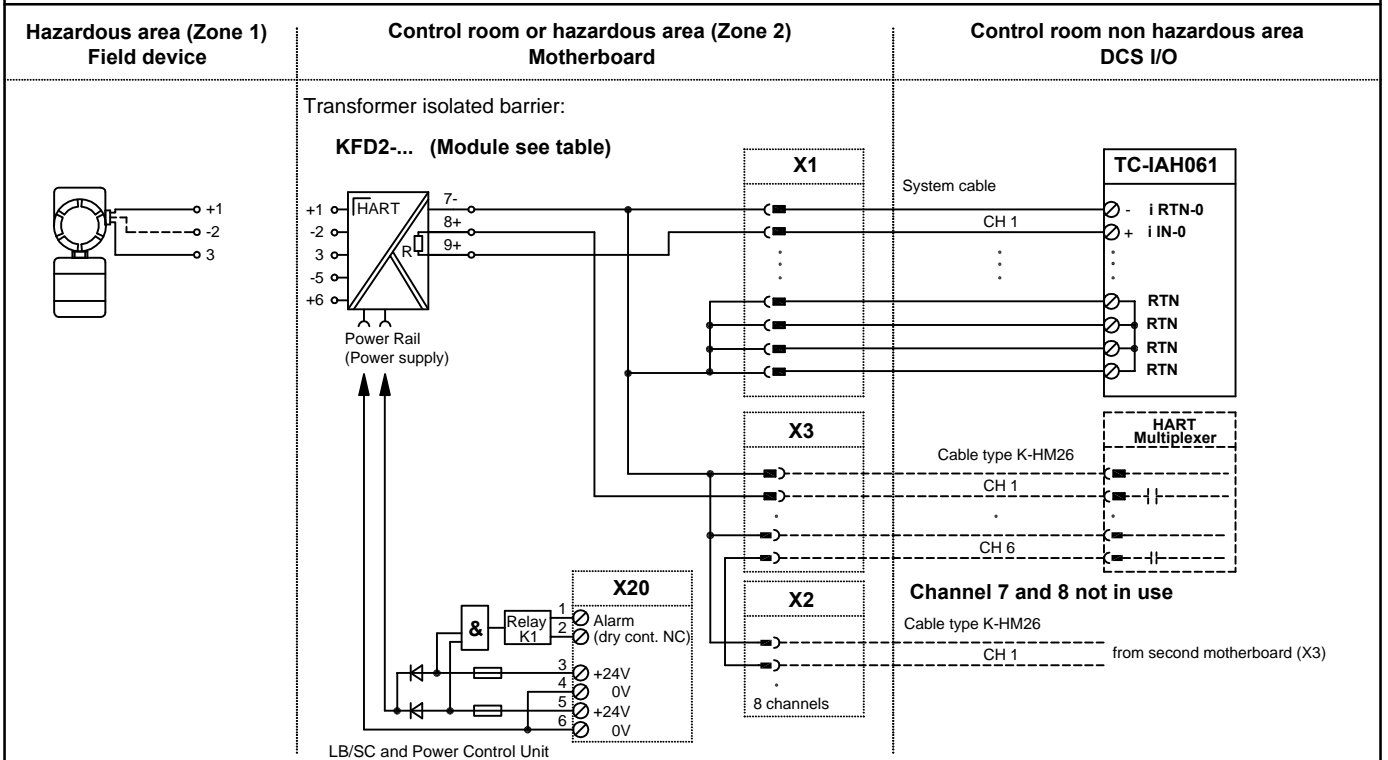 Hazardous area (Zone 1)
Field device
Control room or hazardous area (Zone 2)
Motherboard
Control room non hazardous area
DCS I/O
Transformer isolated barrier:
KFD2-... (Module see table)
+1
-2
3
+1
-2
3
-5
+6
HART
R
7-
8+
9+
Power Rail
(Power supply)
X1
System cable
CH 1
TC-IAH061
- i RTN-0
+ i IN-0
RTN
RTN
RTN
RTN
X3
Cable type K-HM26
CH 1
CH 6
HART
Multiplexer
X2
Channel 7 and 8 not in use
Cable type K-HM26
CH 1
from second motherboard (X3)
8 channels
X20
&
Relay
K1
1 Alarm
2 (dry cont. NC)
3 +24V
4 0V
5 +24V
6 0V
LB/SC and Power Control Unit